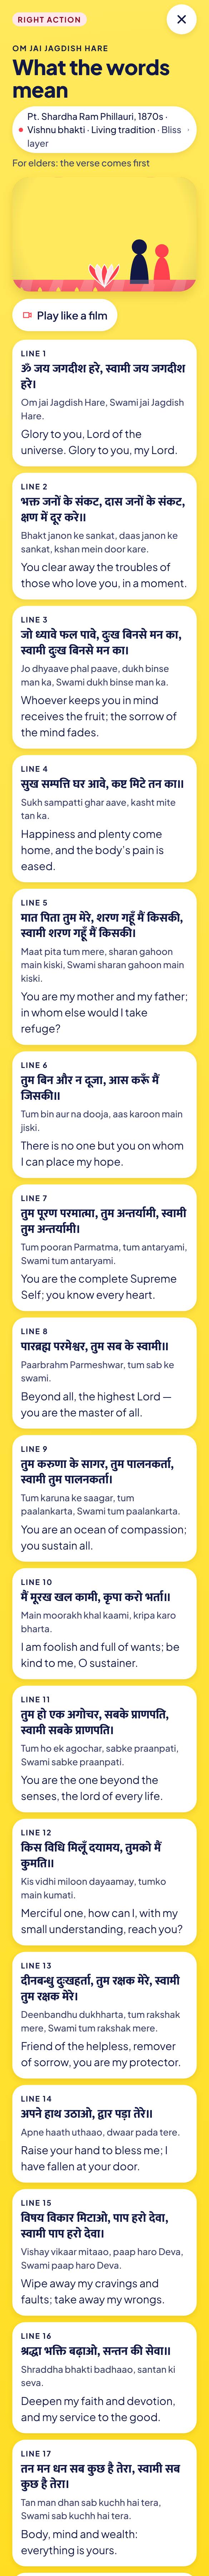 RIGHT ACTION
OM JAI JAGDISH HARE
What the words
mean
Pt. Shardha Ram Phillauri, 1870s ·
Vishnu bhakti · Living tradition · Bliss
layer
For elders: the verse comes first
Play like a film
LINE 1
ॐ जय जगदीश हरे, स्वामी जय जगदीश
हरे।
Om jai Jagdish Hare, Swami jai Jagdish
Hare.
Glory to you, Lord of the
universe. Glory to you, my Lord.
LINE 2
भक्त जनों के संकट, दास जनों के संकट,
क्षण में दूर करे॥
Bhakt janon ke sankat, daas janon ke
sankat, kshan mein door kare.
You clear away the troubles of
those who love you, in a moment.
LINE 3
जो ध्यावे फल पावे, दुःख बिनसे मन का,
स्वामी दुःख बिनसे मन का।
Jo dhyaave phal paave, dukh binse
man ka, Swami dukh binse man ka.
Whoever keeps you in mind
receives the fruit; the sorrow of
the mind fades.
LINE 4
सुख सम्पत्ति घर आवे, कष्ट मिटे तन का॥
Sukh sampatti ghar aave, kasht mite
tan ka.
Happiness and plenty come
home, and the body's pain is
eased.
LINE 5
मात पिता तुम मेरे, शरण गहूँ मैं किसकी,
स्वामी शरण गहूँ मैं किसकी।
Maat pita tum mere, sharan gahoon
main kiski, Swami sharan gahoon main
kiski.
You are my mother and my father;
in whom else would I take
refuge?
LINE 6
तुम बिन और न दूजा, आस करूँ मैं
जिसकी॥
Tum bin aur na dooja, aas karoon main
jiski.
There is no one but you on whom
I can place my hope.
LINE 7
तुम पूरण परमात्मा, तुम अन्तर्यामी, स्वामी
तुम अन्तर्यामी।
Tum pooran Parmatma, tum antaryami,
Swami tum antaryami.
You are the complete Supreme
Self; you know every heart.
LINE 8
पारब्रह्म परमेश्वर, तुम सब के स्वामी॥
Paarbrahm Parmeshwar, tum sab ke
swami.
Beyond all, the highest Lord —
you are the master of all.
LINE 9
तुम करुणा के सागर, तुम पालनकर्ता,
स्वामी तुम पालनकर्ता।
Tum karuna ke saagar, tum
paalankarta, Swami tum paalankarta.
You are an ocean of compassion;
you sustain all.
LINE 10
मैं मूरख खल कामी, कृपा करो भर्ता॥
Main moorakh khal kaami, kripa karo
bharta.
I am foolish and full of wants; be
kind to me, O sustainer.
LINE 11
तुम हो एक अगोचर, सबके प्राणपति,
स्वामी सबके प्राणपति।
Tum ho ek agochar, sabke praanpati,
Swami sabke praanpati.
You are the one beyond the
senses, the lord of every life.
LINE 12
किस विधि मिलूँ दयामय, तुमको मैं
कुमति॥
Kis vidhi miloon dayaamay, tumko
main kumati.
Merciful one, how can I, with my
small understanding, reach you?
LINE 13
दीनबन्धु दुःखहर्ता, तुम रक्षक मेरे, स्वामी
तुम रक्षक मेरे।
Deenbandhu dukhharta, tum rakshak
mere, Swami tum rakshak mere.
Friend of the helpless, remover
of sorrow, you are my protector.
LINE 14
अपने हाथ उठाओ, द्वार पड़ा तेरे॥
Apne haath uthaao, dwaar pada tere.
Raise your hand to bless me; I
have fallen at your door.
LINE 15
विषय विकार मिटाओ, पाप हरो देवा,
स्वामी पाप हरो देवा।
Vishay vikaar mitaao, paap haro Deva,
Swami paap haro Deva.
Wipe away my cravings and
faults; take away my wrongs.
LINE 16
श्रद्धा भक्ति बढ़ाओ, सन्तन की सेवा॥
Shraddha bhakti badhaao, santan ki
seva.
Deepen my faith and devotion,
and my service to the good.
LINE 17
तन मन धन सब कुछ है तेरा, स्वामी सब
कुछ है तेरा।
Tan man dhan sab kuchh hai tera,
Swami sab kuchh hai tera.
Body, mind and wealth:
everything is yours.